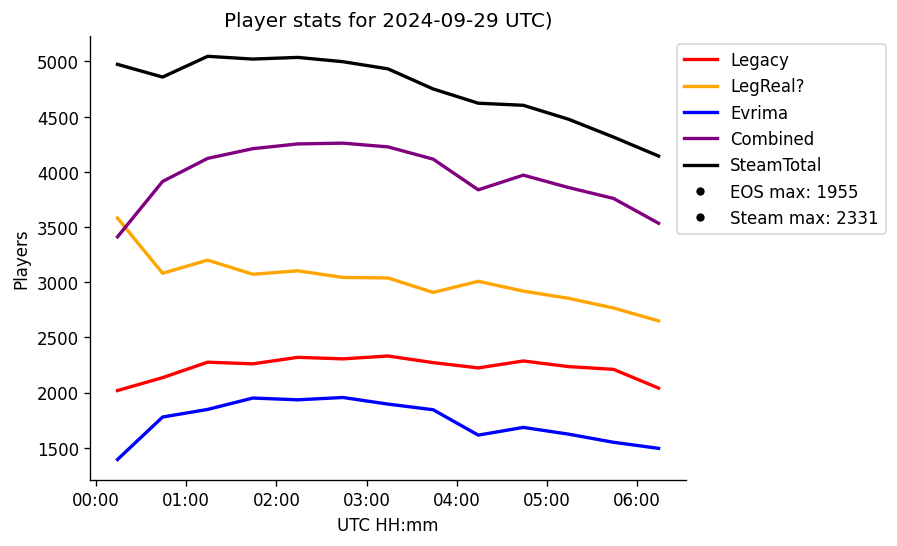 Player stats for 2024-09-29 UTC)
Legacy
LegReal?
Evrima
Combined
SteamTotal
EOS max: 1955
Steam max: 2331
Players
5000
4500
4000
3500
3000
2500
2000
1500
00:00 01:00 02:00 03:00 04:00 05:00 06:00
UTC HH:mm